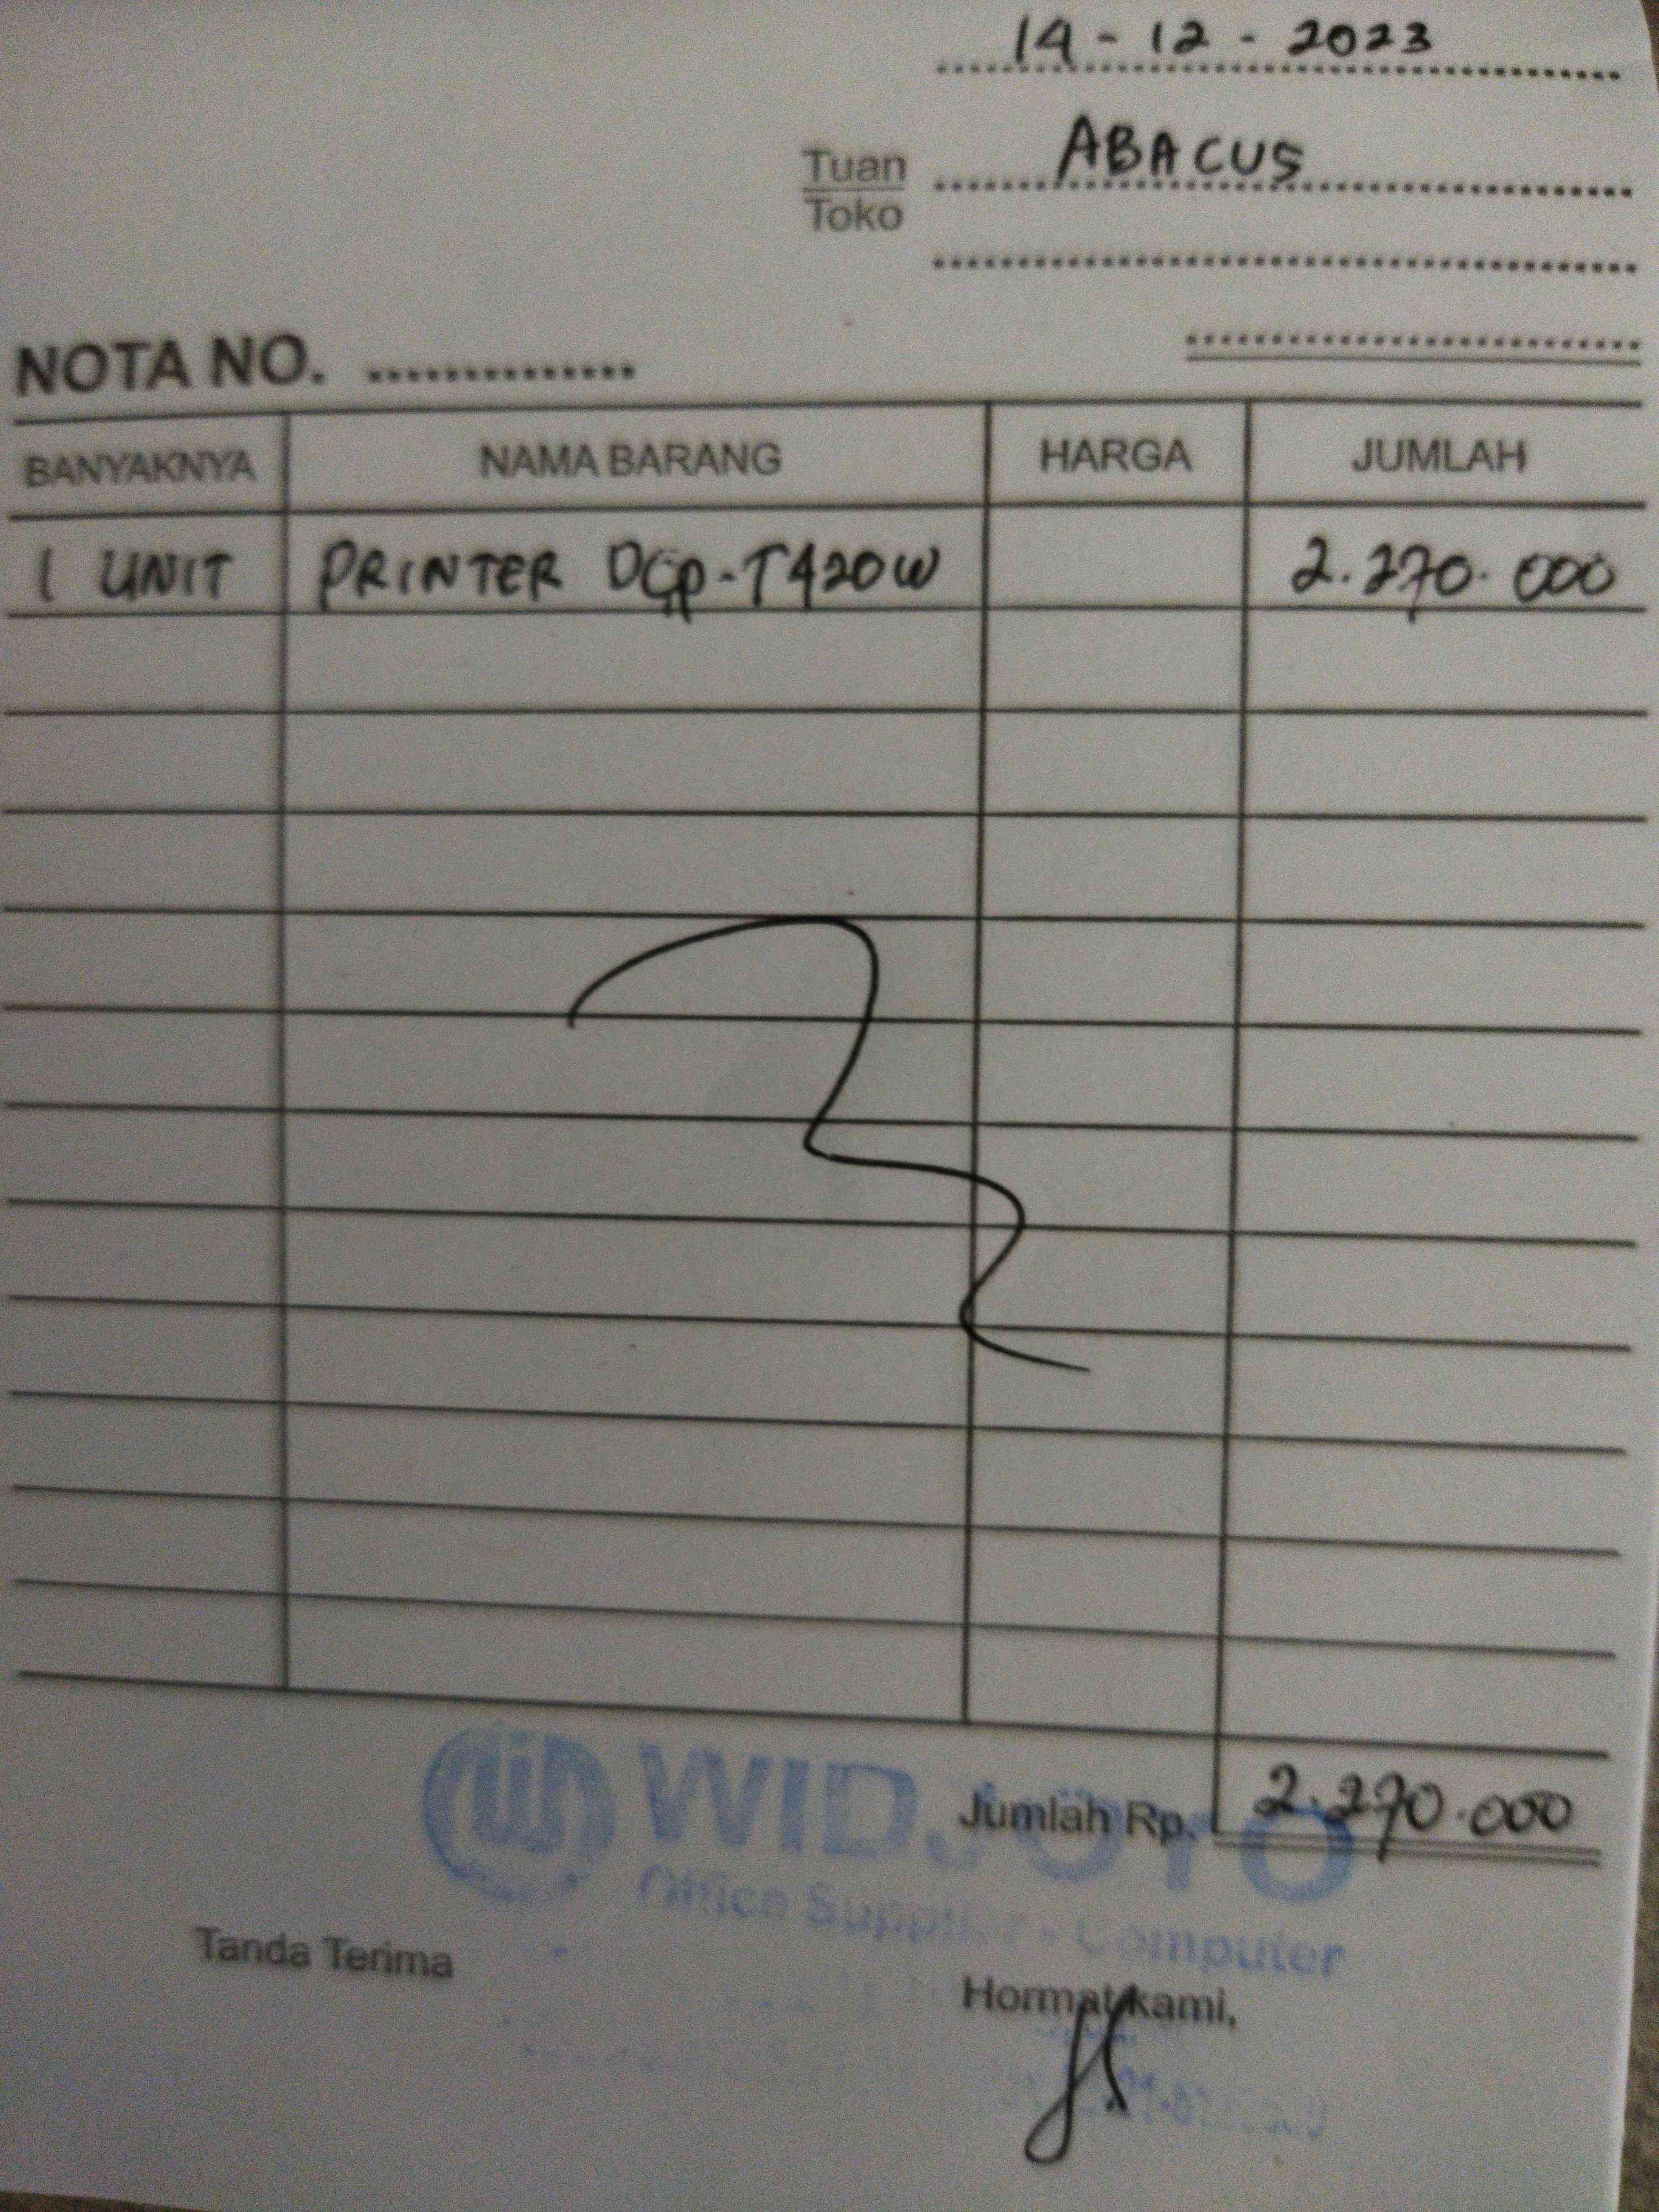 14 - 12 - 2023
Tuan ABACUS
Toko
NOTA NO.
BANYAKNYA NAMA BARANG HARGA JUMLAH
1 UNIT PRINTER DCP-T420W 2.270.000
WIDJOYO
Jumlah Rp. 2.270.000
Office Supplier - Computer
Tanda Terima
Hormat kami,